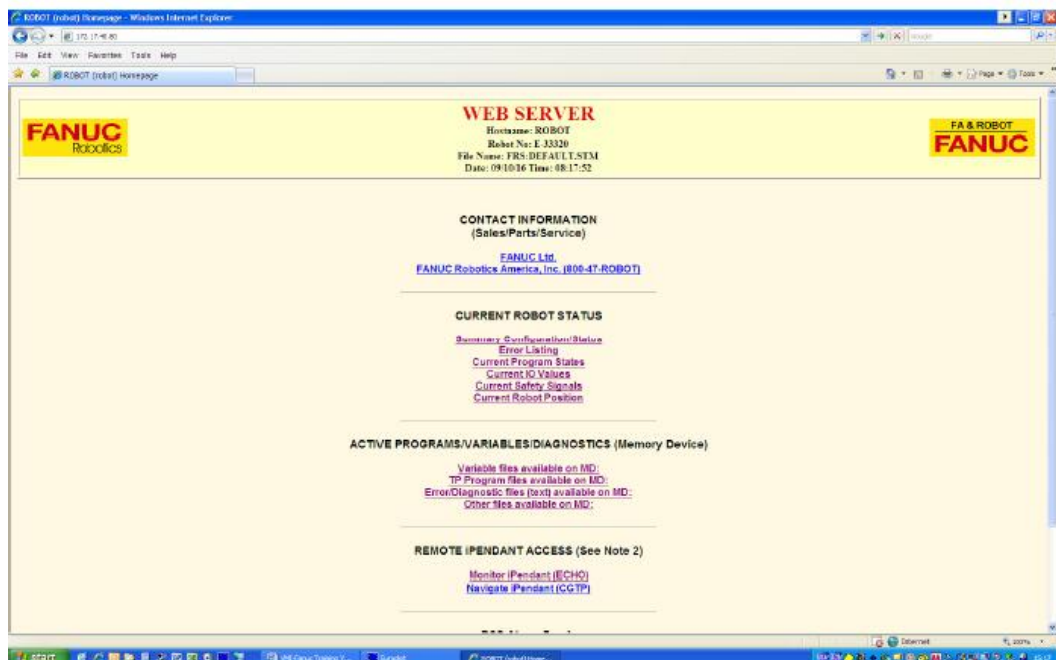 ROBOT (robot) Homepage - Windows Internet Explorer
File Edit View Favorites Tools Help
ROBOT (robot) Homepage
Page Tools
FANUC
Robotics
WEB SERVER
Hostname: ROBOT
Robot No: E-33320
File Name: FRS:DEFAULT.STM
Date: 09/10/16 Time: 08:17:52
FA & ROBOT
FANUC
CONTACT INFORMATION
(Sales/Parts/Service)
FANUC Ltd.
FANUC Robotics America, Inc. (800-47-ROBOT)
CURRENT ROBOT STATUS
Summary Configuration/Status
Error Listing
Current Program States
Current IO Values
Current Safety Signals
Current Robot Position
ACTIVE PROGRAMS/VARIABLES/DIAGNOSTICS (Memory Device)
Variable files available on MD:
TP Program files available on MD:
Error/Diagnostic files (text) available on MD:
Other files available on MD:
REMOTE iPENDANT ACCESS (See Note 2)
Monitor iPendant (ECHO)
Navigate iPendant (CGTP)
Internet
start